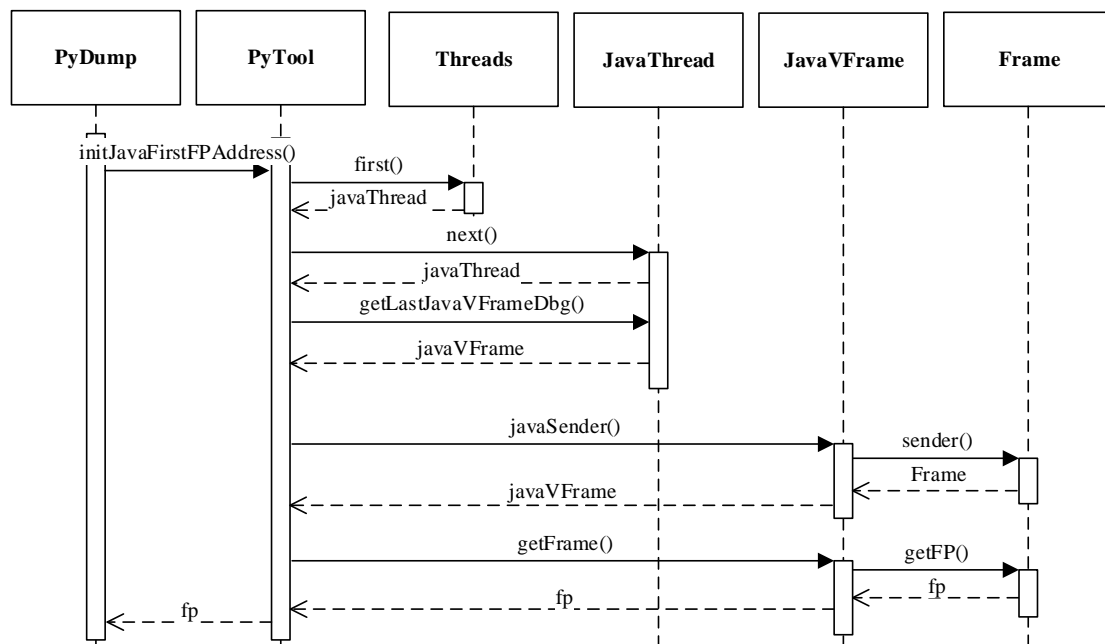 PyDump
PyTool
Threads
JavaThread
JavaVFrame
Frame
initJavaFirstFPAddress()
first()
javaThread
next()
javaThread
getLastJavaVFrameDbg()
javaVFrame
javaSender()
sender()
Frame
javaVFrame
getFrame()
getFP()
fp
fp
fp